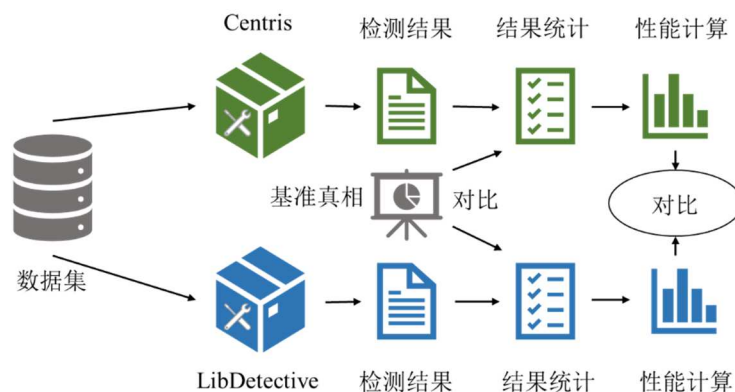 Centris
检测结果
结果统计
性能计算
基准真相
对比
对比
数据集
LibDetective
检测结果
结果统计
性能计算